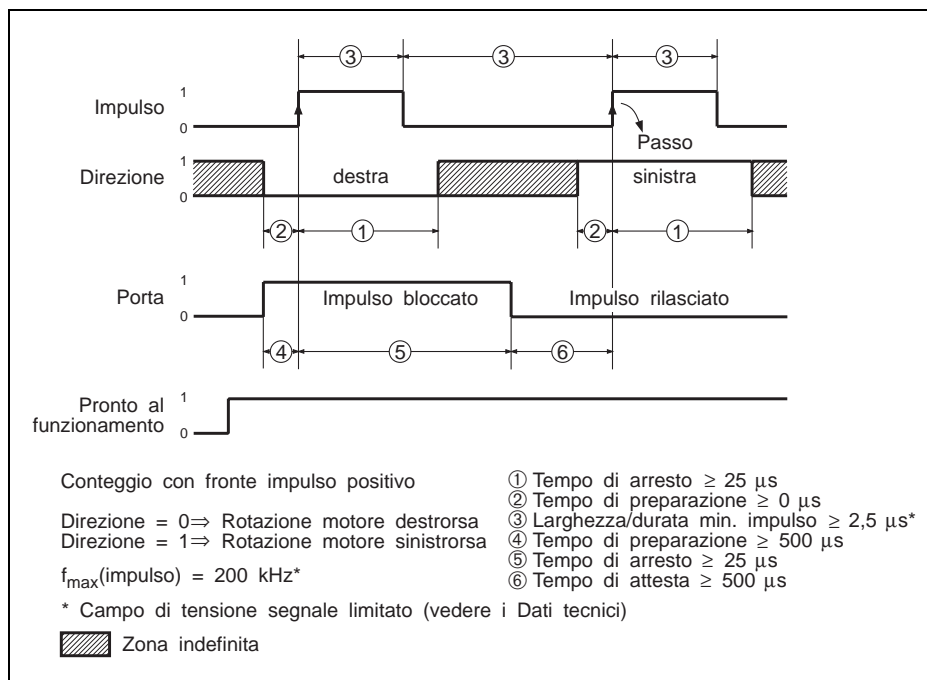 ③ ③ ③
Impulso 1 0
Passo
Direzione 1 0 destra sinistra
② ① ② ①
Porta 1 0 Impulso bloccato Impulso rilasciato
④ ⑤ ⑥
Pronto al funzionamento 1 0
Conteggio con fronte impulso positivo
Direzione = 0⇒ Rotazione motore destrorsa
Direzione = 1⇒ Rotazione motore sinistrorsa
fmax(impulso) = 200 kHz*
① Tempo di arresto ≥ 25 μs
② Tempo di preparazione ≥ 0 μs
③ Larghezza/durata min. impulso ≥ 2,5 μs*
④ Tempo di preparazione ≥ 500 μs
⑤ Tempo di arresto ≥ 25 μs
⑥ Tempo di attesta ≥ 500 μs
* Campo di tensione segnale limitato (vedere i Dati tecnici)
Zona indefinita